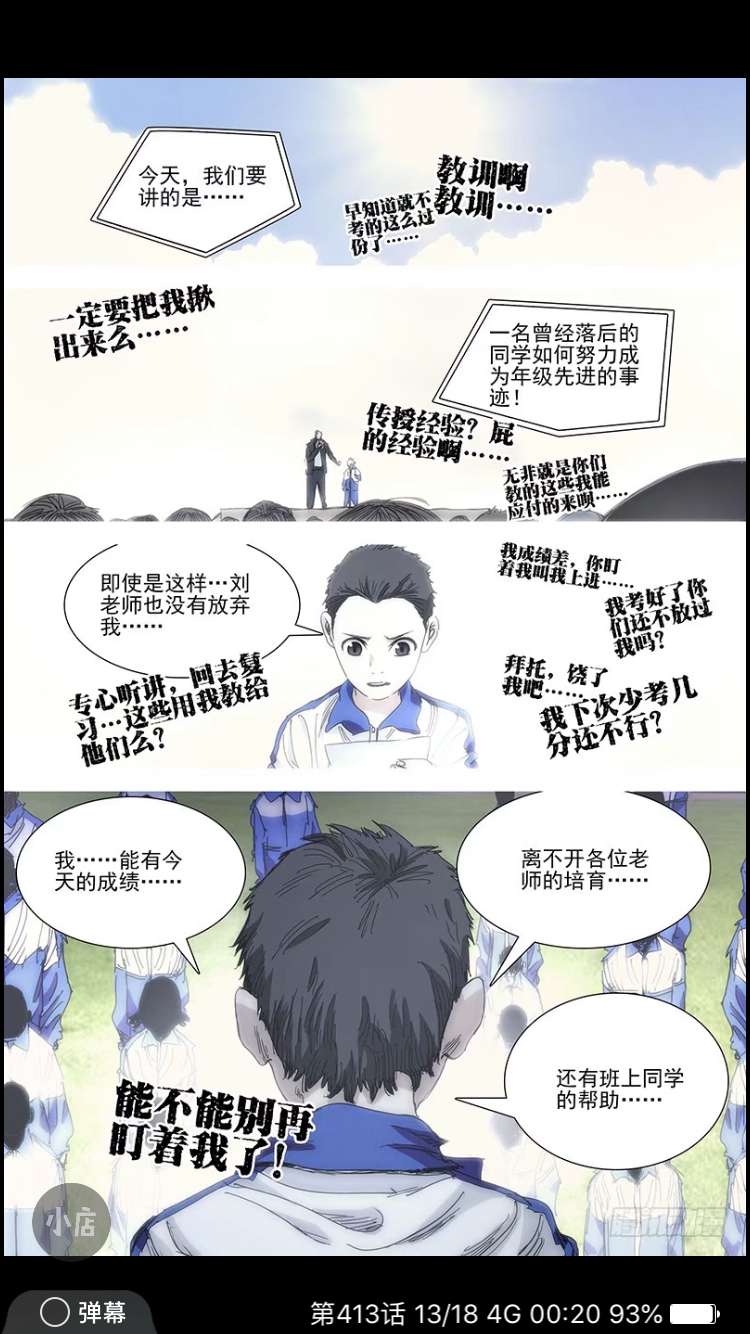 今天，我们要
讲的是……
教训啊
教训……
早知道就不
考的这么过
份了……
一定要把我揪
出来么……
一名曾经落后的
同学如何努力成
为年级先进的事
迹！
传授经验？屁
的经验啊……
无非就是你们
教的这些我能
应付的来呗……
即使是这样…刘
老师也没有放弃
我……
我成绩差，你盯
着我叫我上进……
我考好了你
们还不放过
我吗？
专心听讲，回去复
习…这些用我教给
他们么？
拜托，饶了
我吧……
我下次少考几
分还不行？
我……能有今
天的成绩……
离不开各位老
师的培育……
还有班上同学
的帮助……
能不能别再
盯着我了！
小店
腾讯动漫
弹幕
第413话 13/18 4G 00:20 93%